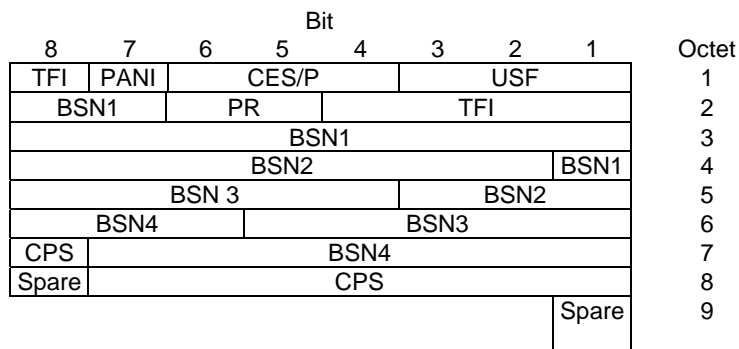 Bit
8 7 6 5 4 3 2 1 Octet
TFI PANI CES/P USF 1
BSN1 PR TFI 2
BSN1 3
BSN2 BSN1 4
BSN 3 BSN2 5
BSN4 BSN3 6
CPS BSN4 7
Spare CPS 8
Spare 9